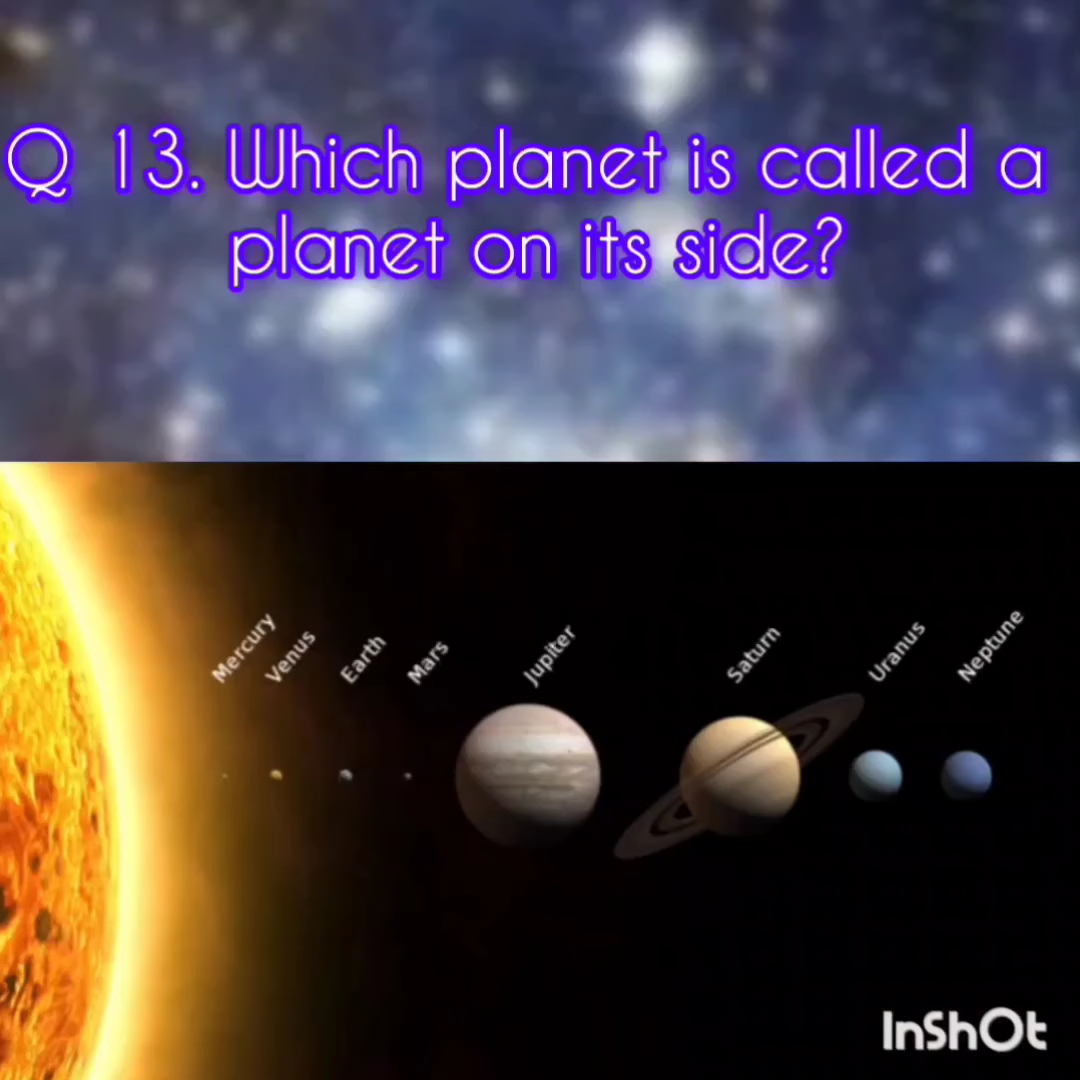 Q 13. Which planet is called a
planet on its side?
Mercury
Venus
Earth
Mars
Jupiter
Saturn
Uranus
Neptune
InShOt